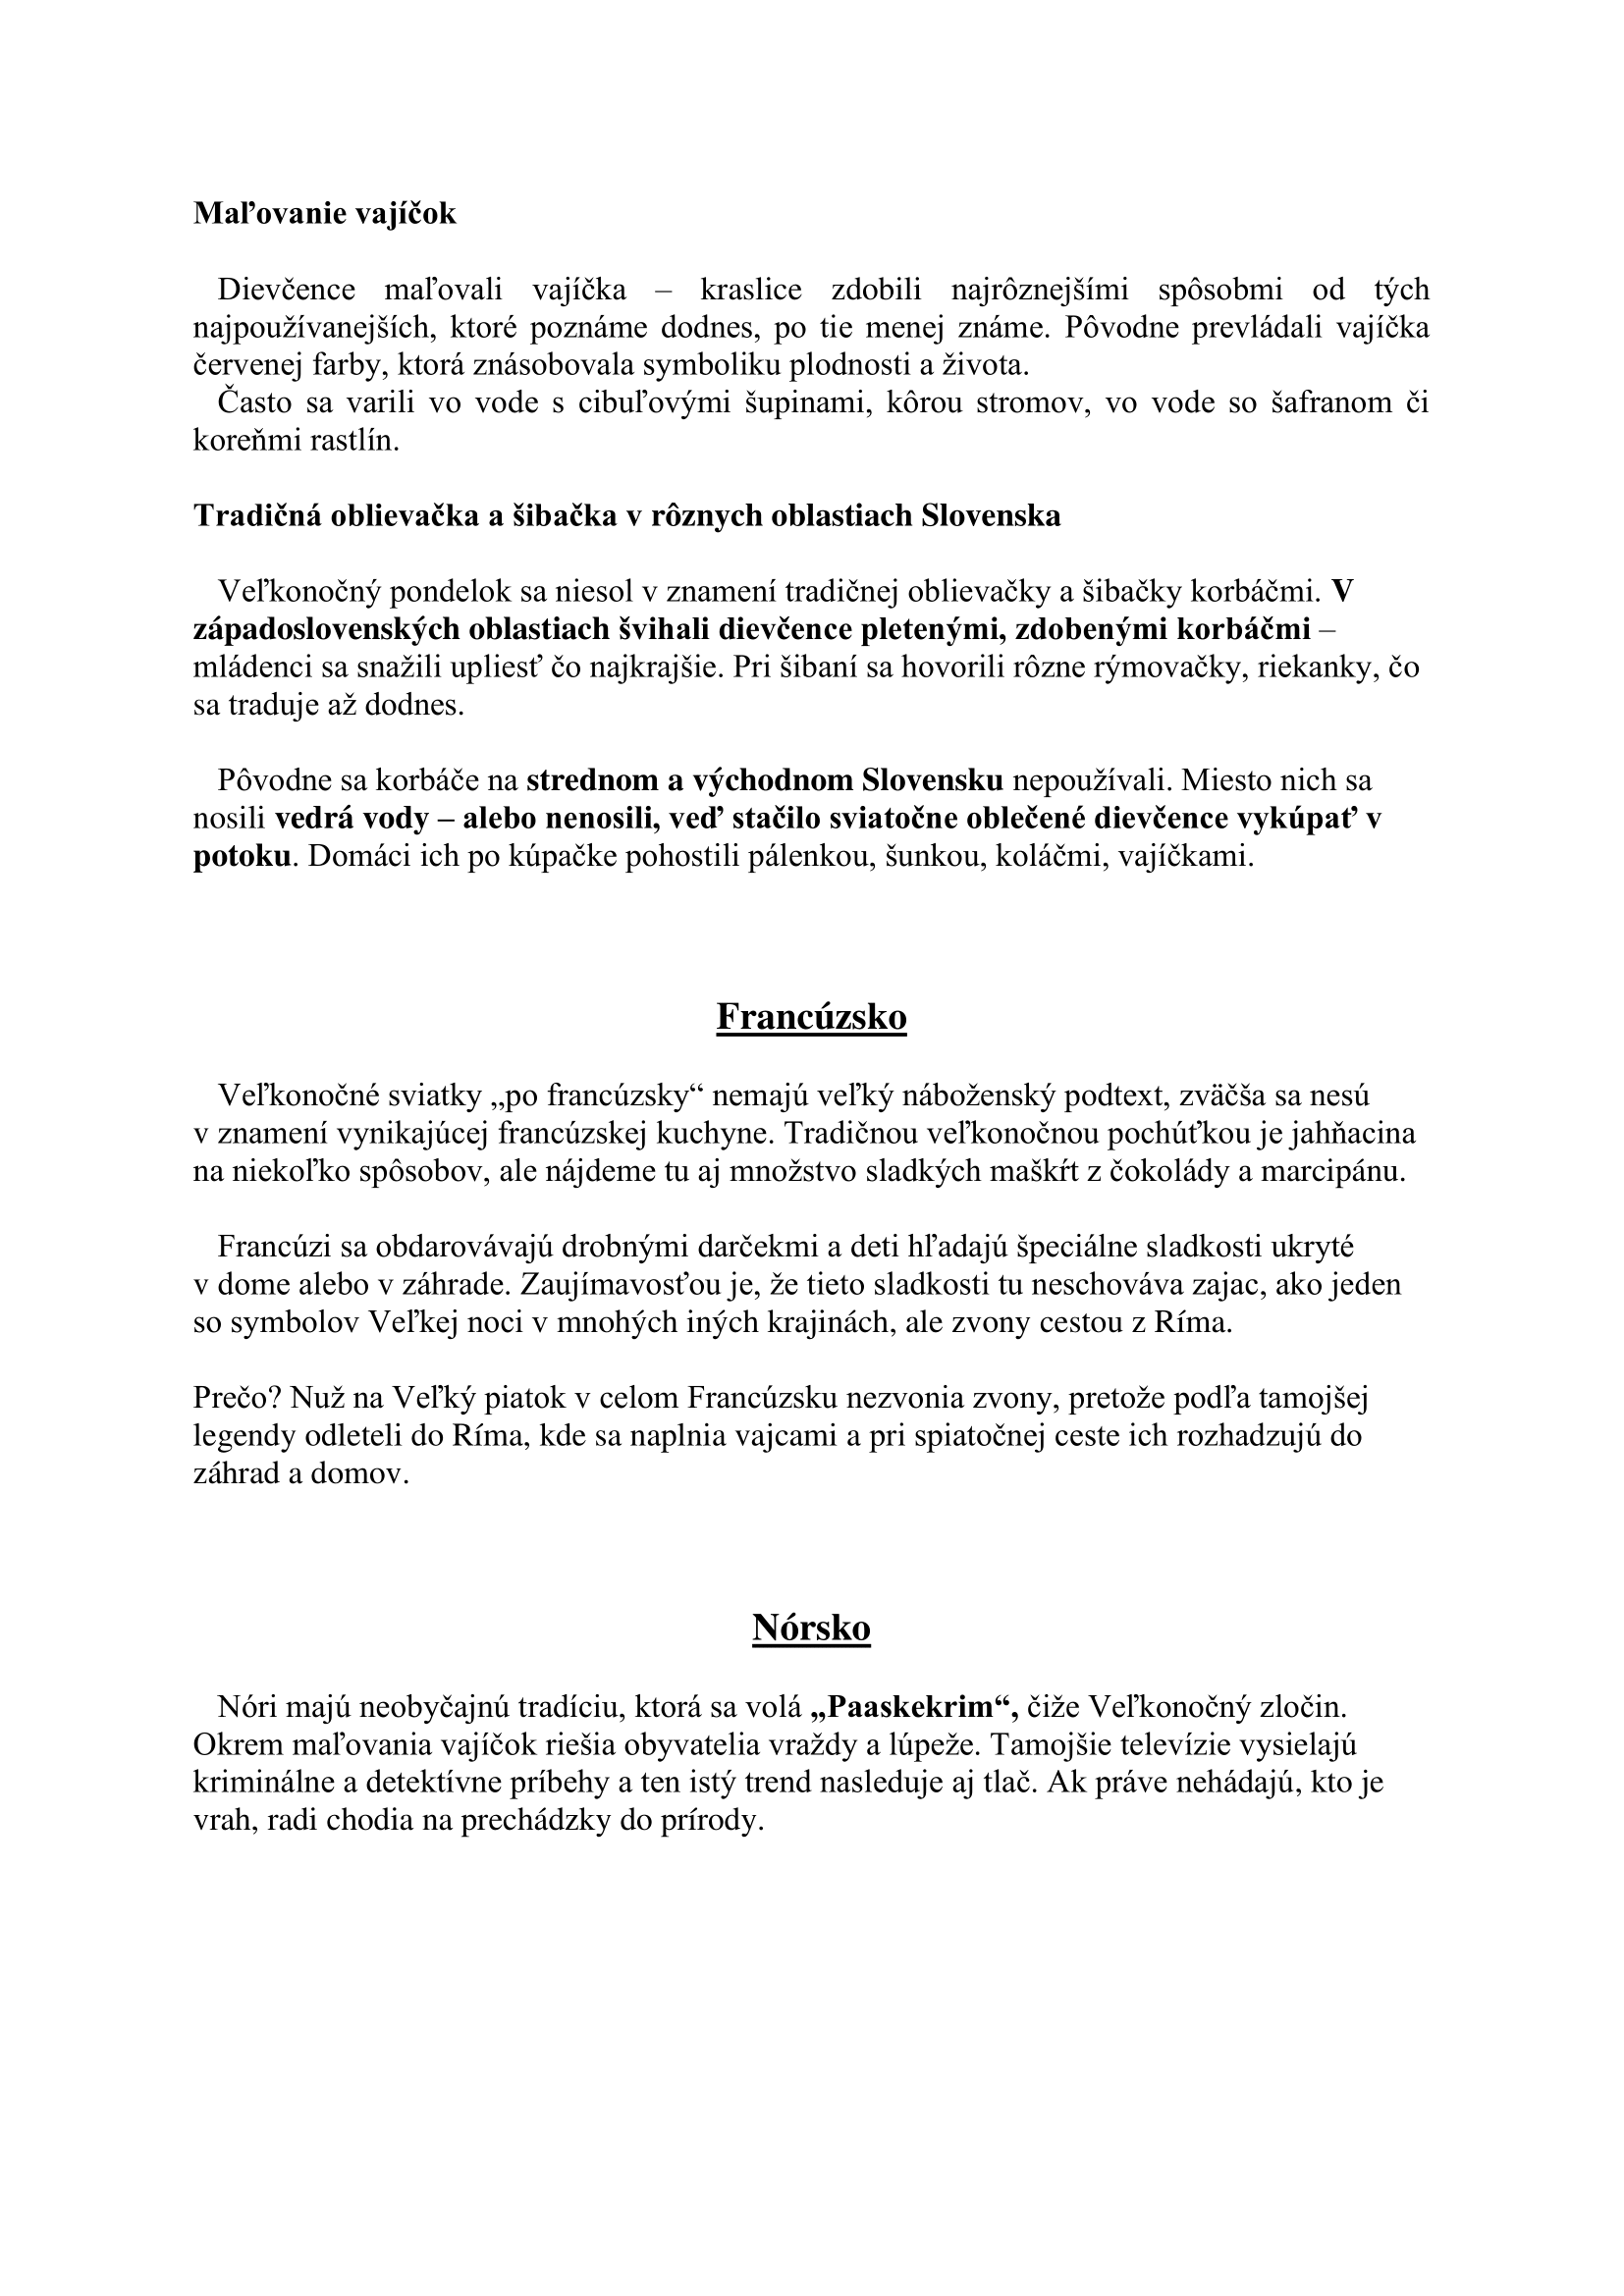 Maľovanie vajíčok
Dievčence maľovali vajíčka – kraslice zdobili najrôznejšími spôsobmi od tých
najpoužívanejších, ktoré poznáme dodnes, po tie menej známe. Pôvodne prevládali vajíčka
červenej farby, ktorá znásobovala symboliku plodnosti a života.
Často sa varili vo vode s cibuľovými šupinami, kôrou stromov, vo vode so šafranom či
koreňmi rastlín.
Tradičná oblievačka a šibačka v rôznych oblastiach Slovenska
Veľkonočný pondelok sa niesol v znamení tradičnej oblievačky a šibačky korbáčmi. V
západoslovenských oblastiach švihali dievčence pletenými, zdobenými korbáčmi –
mládenci sa snažili upliesť čo najkrajšie. Pri šibaní sa hovorili rôzne rýmovačky, riekanky, čo
sa traduje až dodnes.
Pôvodne sa korbáče na strednom a východnom Slovensku nepoužívali. Miesto nich sa
nosili vedrá vody – alebo nenosili, veď stačilo sviatočne oblečené dievčence vykúpať v
potoku. Domáci ich po kúpačke pohostili pálenkou, šunkou, koláčmi, vajíčkami.
Francúzsko
Veľkonočné sviatky „po francúzsky“ nemajú veľký náboženský podtext, zväčša sa nesú
v znamení vynikajúcej francúzskej kuchyne. Tradičnou veľkonočnou pochúťkou je jahňacina
na niekoľko spôsobov, ale nájdeme tu aj množstvo sladkých maškŕt z čokolády a marcipánu.
Francúzi sa obdarovávajú drobnými darčekmi a deti hľadajú špeciálne sladkosti ukryté
v dome alebo v záhrade. Zaujímavosťou je, že tieto sladkosti tu neschováva zajac, ako jeden
so symbolov Veľkej noci v mnohých iných krajinách, ale zvony cestou z Ríma.
Prečo? Nuž na Veľký piatok v celom Francúzsku nezvonia zvony, pretože podľa tamojšej
legendy odleteli do Ríma, kde sa naplnia vajcami a pri spiatočnej ceste ich rozhadzujú do
záhrad a domov.
Nórsko
Nóri majú neobyčajnú tradíciu, ktorá sa volá „Paaskekrim“, čiže Veľkonočný zločin.
Okrem maľovania vajíčok riešia obyvatelia vraždy a lúpeže. Tamojšie televízie vysielajú
kriminálne a detektívne príbehy a ten istý trend nasleduje aj tlač. Ak práve nehádajú, kto je
vrah, radi chodia na prechádzky do prírody.